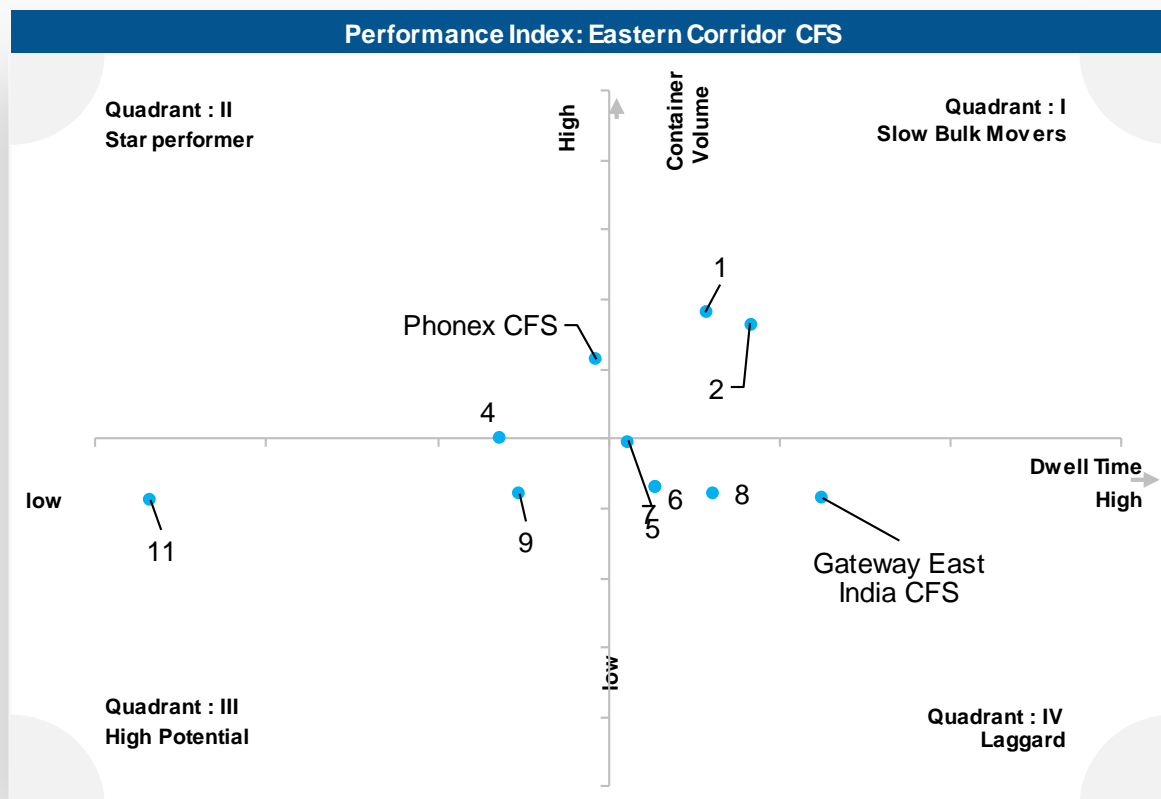 Performance Index: Eastern Corridor CFS
Quadrant : II
Star performer
High
Container
Volume
Quadrant : I
Slow Bulk Movers
1
Phonex CFS
2
4
Dwell Time
High
low
11
9
7
5
6
8
Gateway East
India CFS
low
Quadrant : III
High Potential
Quadrant : IV
Laggard